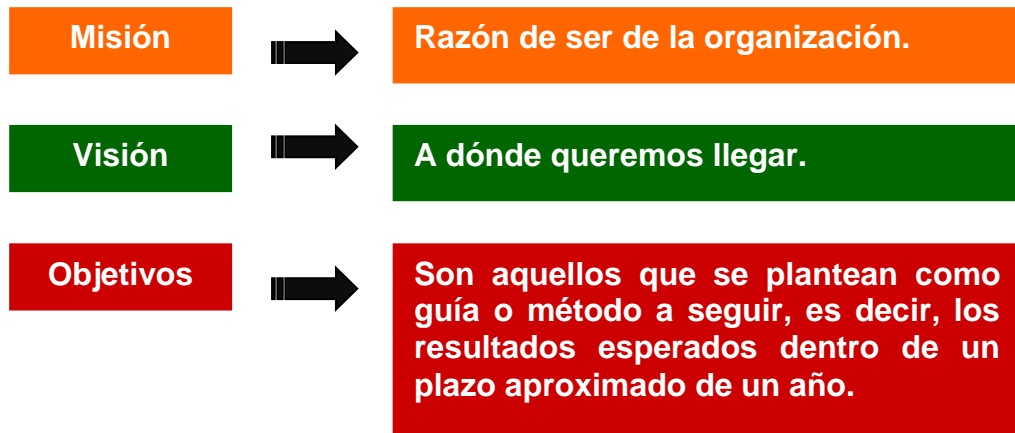 Misión
Razón de ser de la organización.
Visión
A dónde queremos llegar.
Objetivos
Son aquellos que se plantean como
guía o método a seguir, es decir, los
resultados esperados dentro de un
plazo aproximado de un año.